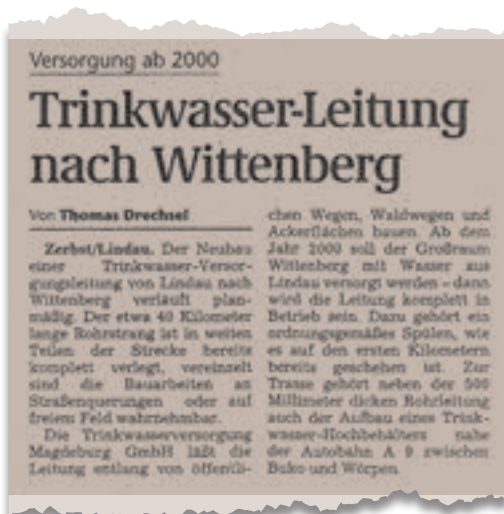 Versorgung ab 2000
Trinkwasser-Leitung
nach Wittenberg
Von Thomas Drechsel
Zerbst/Lindau. Der Neubau
einer Trinkwasser-Versor-
gungsleitung von Lindau nach
Wittenberg verläuft plan-
mäßig. Der etwa 40 Kilometer
lange Rohrstrang ist in weiten
Teilen der Strecke bereits
komplett verlegt, vereinzelt
sind die Bauarbeiten an
Straßenquerungen oder auf
freiem Feld wahrnehmbar.
Die Trinkwasserversorgung
Magdeburg GmbH läßt die
Leitung entlang von öffentli-
chen Wegen, Waldwegen und
Ackerflächen bauen. Ab dem
Jahr 2000 soll der Großraum
Wittenberg mit Wasser aus
Lindau versorgt werden – dann
wird die Leitung komplett in
Betrieb sein. Dazu gehört ein
ordnungsgemäßes Spülen, wie
es auf den ersten Kilometern
bereits geschehen ist. Zur
Trasse gehört neben der 500
Millimeter dicken Rohrleitung
auch der Aufbau eines Trink-
wasser-Hochbehälters nahe
der Autobahn A 9 zwischen
Buko und Wörpen.